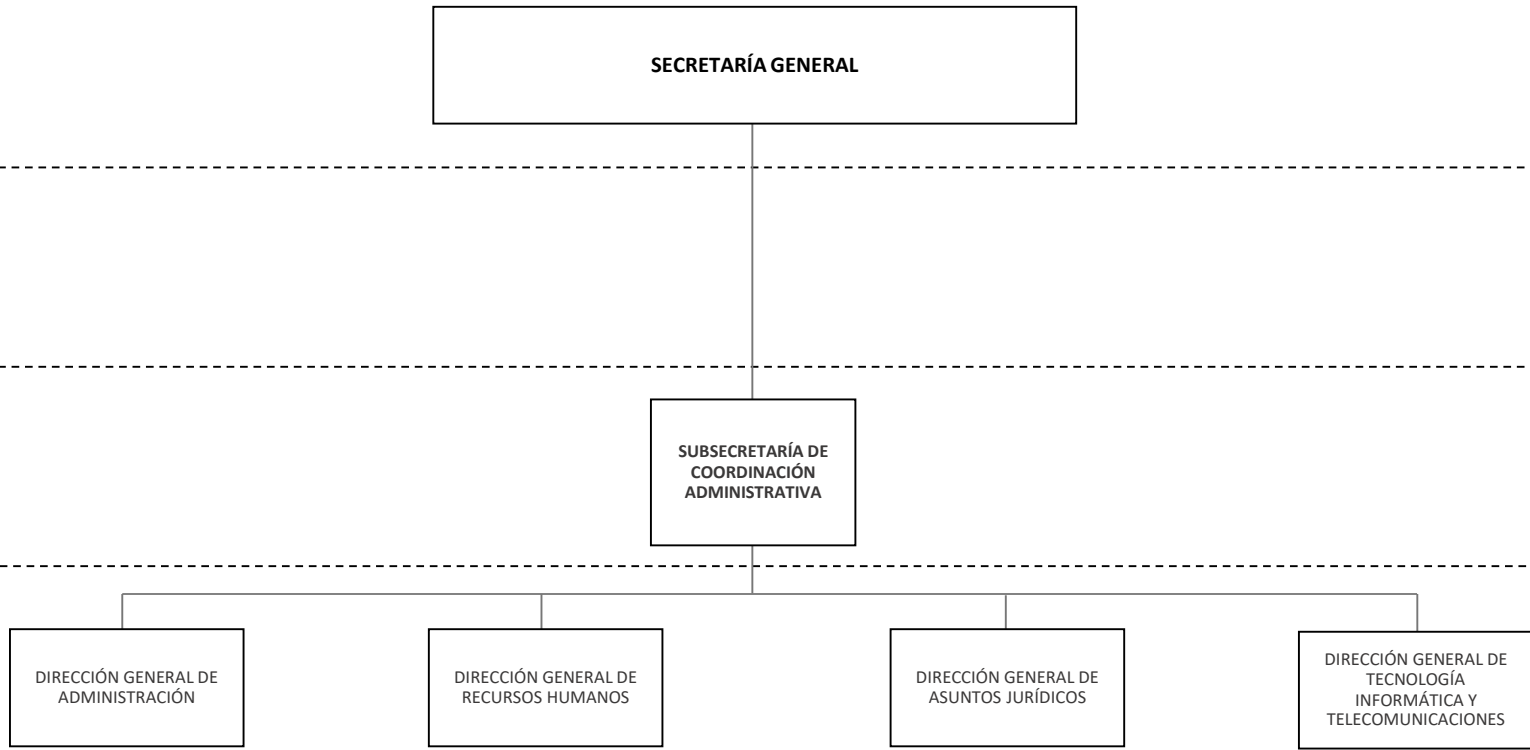 SECRETARÍA GENERAL
SUBSECRETARÍA DE
COORDINACIÓN
ADMINISTRATIVA
DIRECCIÓN GENERAL DE
ADMINISTRACIÓN
DIRECCIÓN GENERAL DE
RECURSOS HUMANOS
DIRECCIÓN GENERAL DE
ASUNTOS JURÍDICOS
DIRECCIÓN GENERAL DE
TECNOLOGÍA
INFORMÁTICA Y
TELECOMUNICACIONES